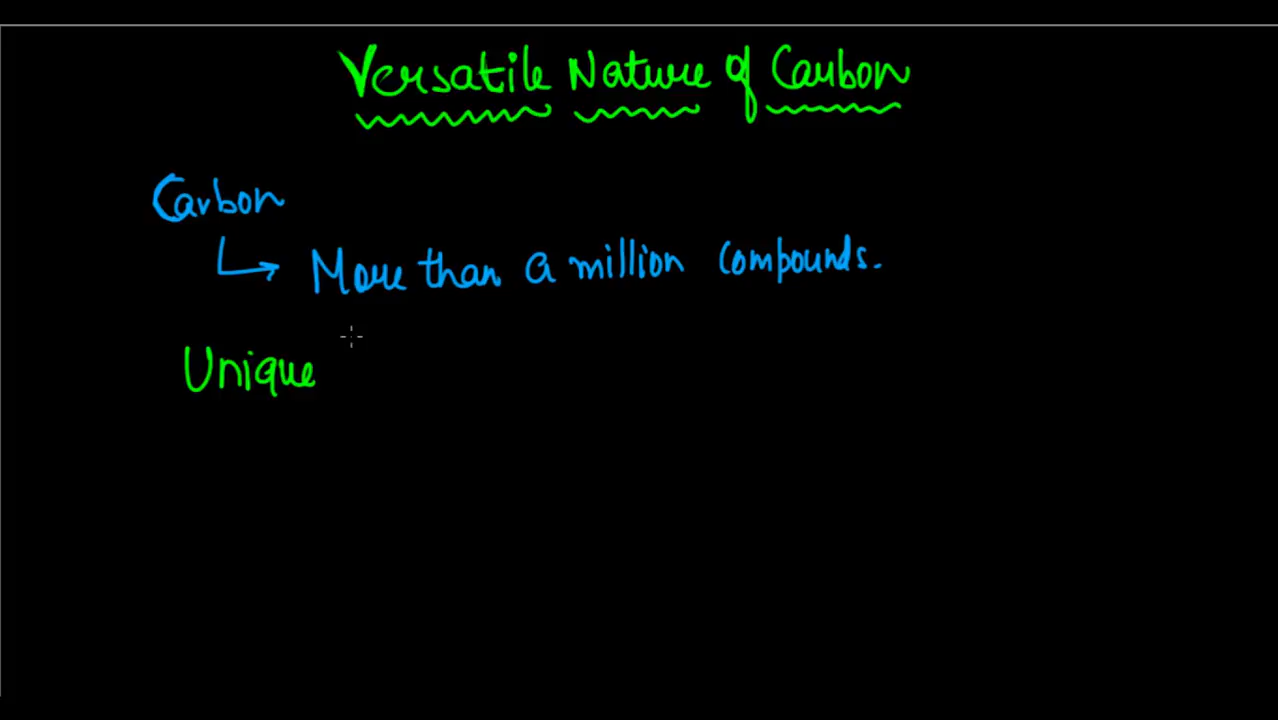 Versatile Nature of Carbon
Carbon
More than a million compounds.
Unique